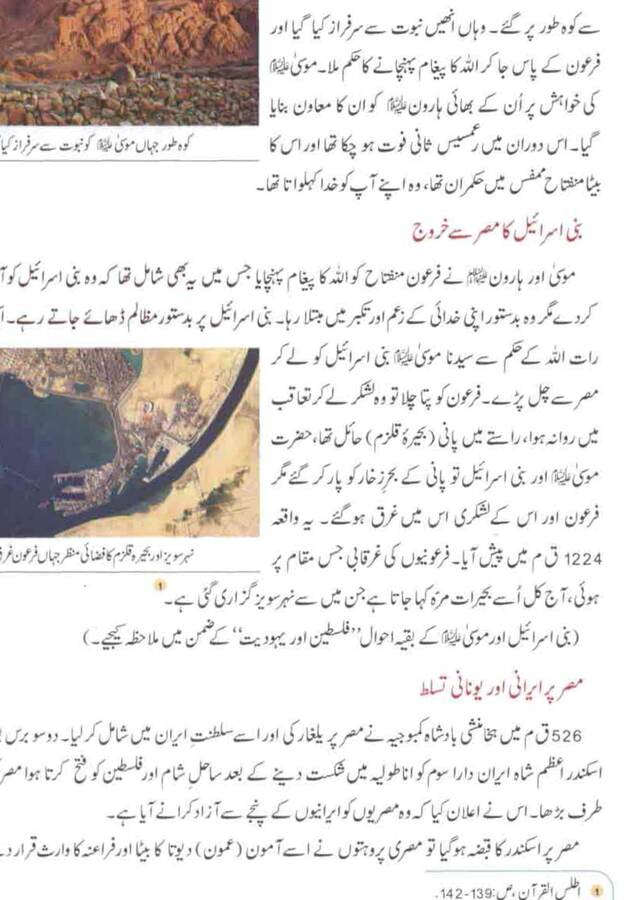 سے کوہ طور پر گئے۔ وہاں انھیں نبوت سے سرفراز کیا گیا اور
فرعون کے پاس جا کر اللہ کا پیغام پہنچانے کا حکم ملا۔ موسیٰ علیہ السلام
کی خواہش پر اُن کے بھائی ہارون علیہ السلام کو ان کا معاون بنایا
گیا۔ اس دوران میں رعمسیس ثانی فوت ہو چکا تھا اور اس کا
بیٹا منفتاح ممفس میں حکمران تھا، وہ اپنے آپ کو خدا کہلواتا تھا۔
کوہ طور جہاں موسیٰ علیہ السلام کو نبوت سے سرفراز کیا
بنی اسرائیل کا مصر سے خروج
موسیٰ اور ہارون علیہما السلام نے فرعون منفتاح کو اللہ کا پیغام پہنچایا جس میں یہ بھی شامل تھا کہ وہ بنی اسرائیل کو
کر دے مگر وہ بدستور اپنی خدائی کے زعم اور تکبر میں مبتلا رہا۔ بنی اسرائیل پر بدستور مظالم ڈھائے جاتے رہے۔
رات اللہ کے حکم سے سیدنا موسیٰ علیہ السلام بنی اسرائیل کو لے کر
مصر سے چل پڑے۔ فرعون کو پتا چلا تو وہ لشکر لے کر تعاقب
میں روانہ ہوا، راستے میں پانی (بحیرۂ قلزم) حائل تھا، حضرت
موسیٰ علیہ السلام اور بنی اسرائیل تو پانی کے بحرِ زخار کو پار کر گئے مگر
فرعون اور اس کے لشکری اس میں غرق ہو گئے۔ یہ واقعہ
1224 ق م میں پیش آیا۔ فرعونیوں کی غرقابی جس مقام پر
نہر سویز اور بحیرہ قلزم کا فضائی منظر جہاں فرعون
ہوئی، آج کل اُسے بحیرات مرّہ کہا جاتا ہے جن میں سے نہر سویز گزاری گئی ہے۔ 1
(بنی اسرائیل اور موسیٰ علیہ السلام کے بقیہ احوال ”فلسطین اور یہودیت“ کے ضمن میں ملاحظہ کیجیے۔)
مصر پر ایرانی اور یونانی تسلط
526 ق م میں ہخامنشی بادشاہ کمبوجیہ نے مصر پر یلغار کی اور اسے سلطنتِ ایران میں شامل کر لیا۔ دو سو برس
اسکندر اعظم شاہ ایران دارا سوم کو اناطولیہ میں شکست دینے کے بعد ساحلِ شام اور فلسطین کو فتح کرتا ہوا مصر
طرف بڑھا۔ اس نے اعلان کیا کہ وہ مصریوں کو ایرانیوں کے پنجے سے آزاد کرانے آیا ہے۔
مصر پر اسکندر کا قبضہ ہو گیا تو مصری پروہتوں نے اسے آمون (عمون) دیوتا کا بیٹا اور فراعنہ کا وارث قرار
1 اطلس القرآن، ص: 139-142.